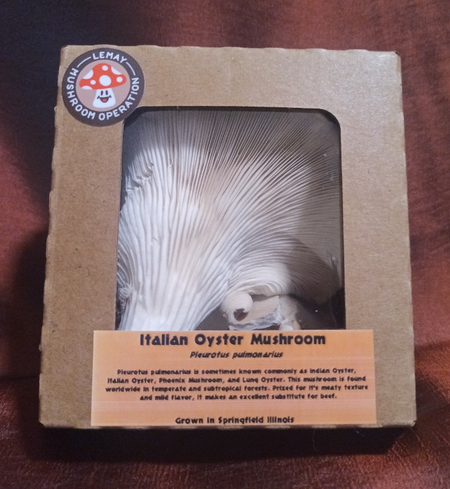 LEMAY
MUSHROOM OPERATION
Italian Oyster Mushroom
Pleurotus pulmonarius
Pleurotus pulmonarius is sometimes known commonly as Indian Oyster,
Italian Oyster, Phoenix Mushroom, and Lung Oyster. This mushroom is found
worldwide in temperate and subtropical forests. Prized for it's meaty texture
and mild flavor, it makes an excellent substitute for beef.
Grown in Springfield Illinois